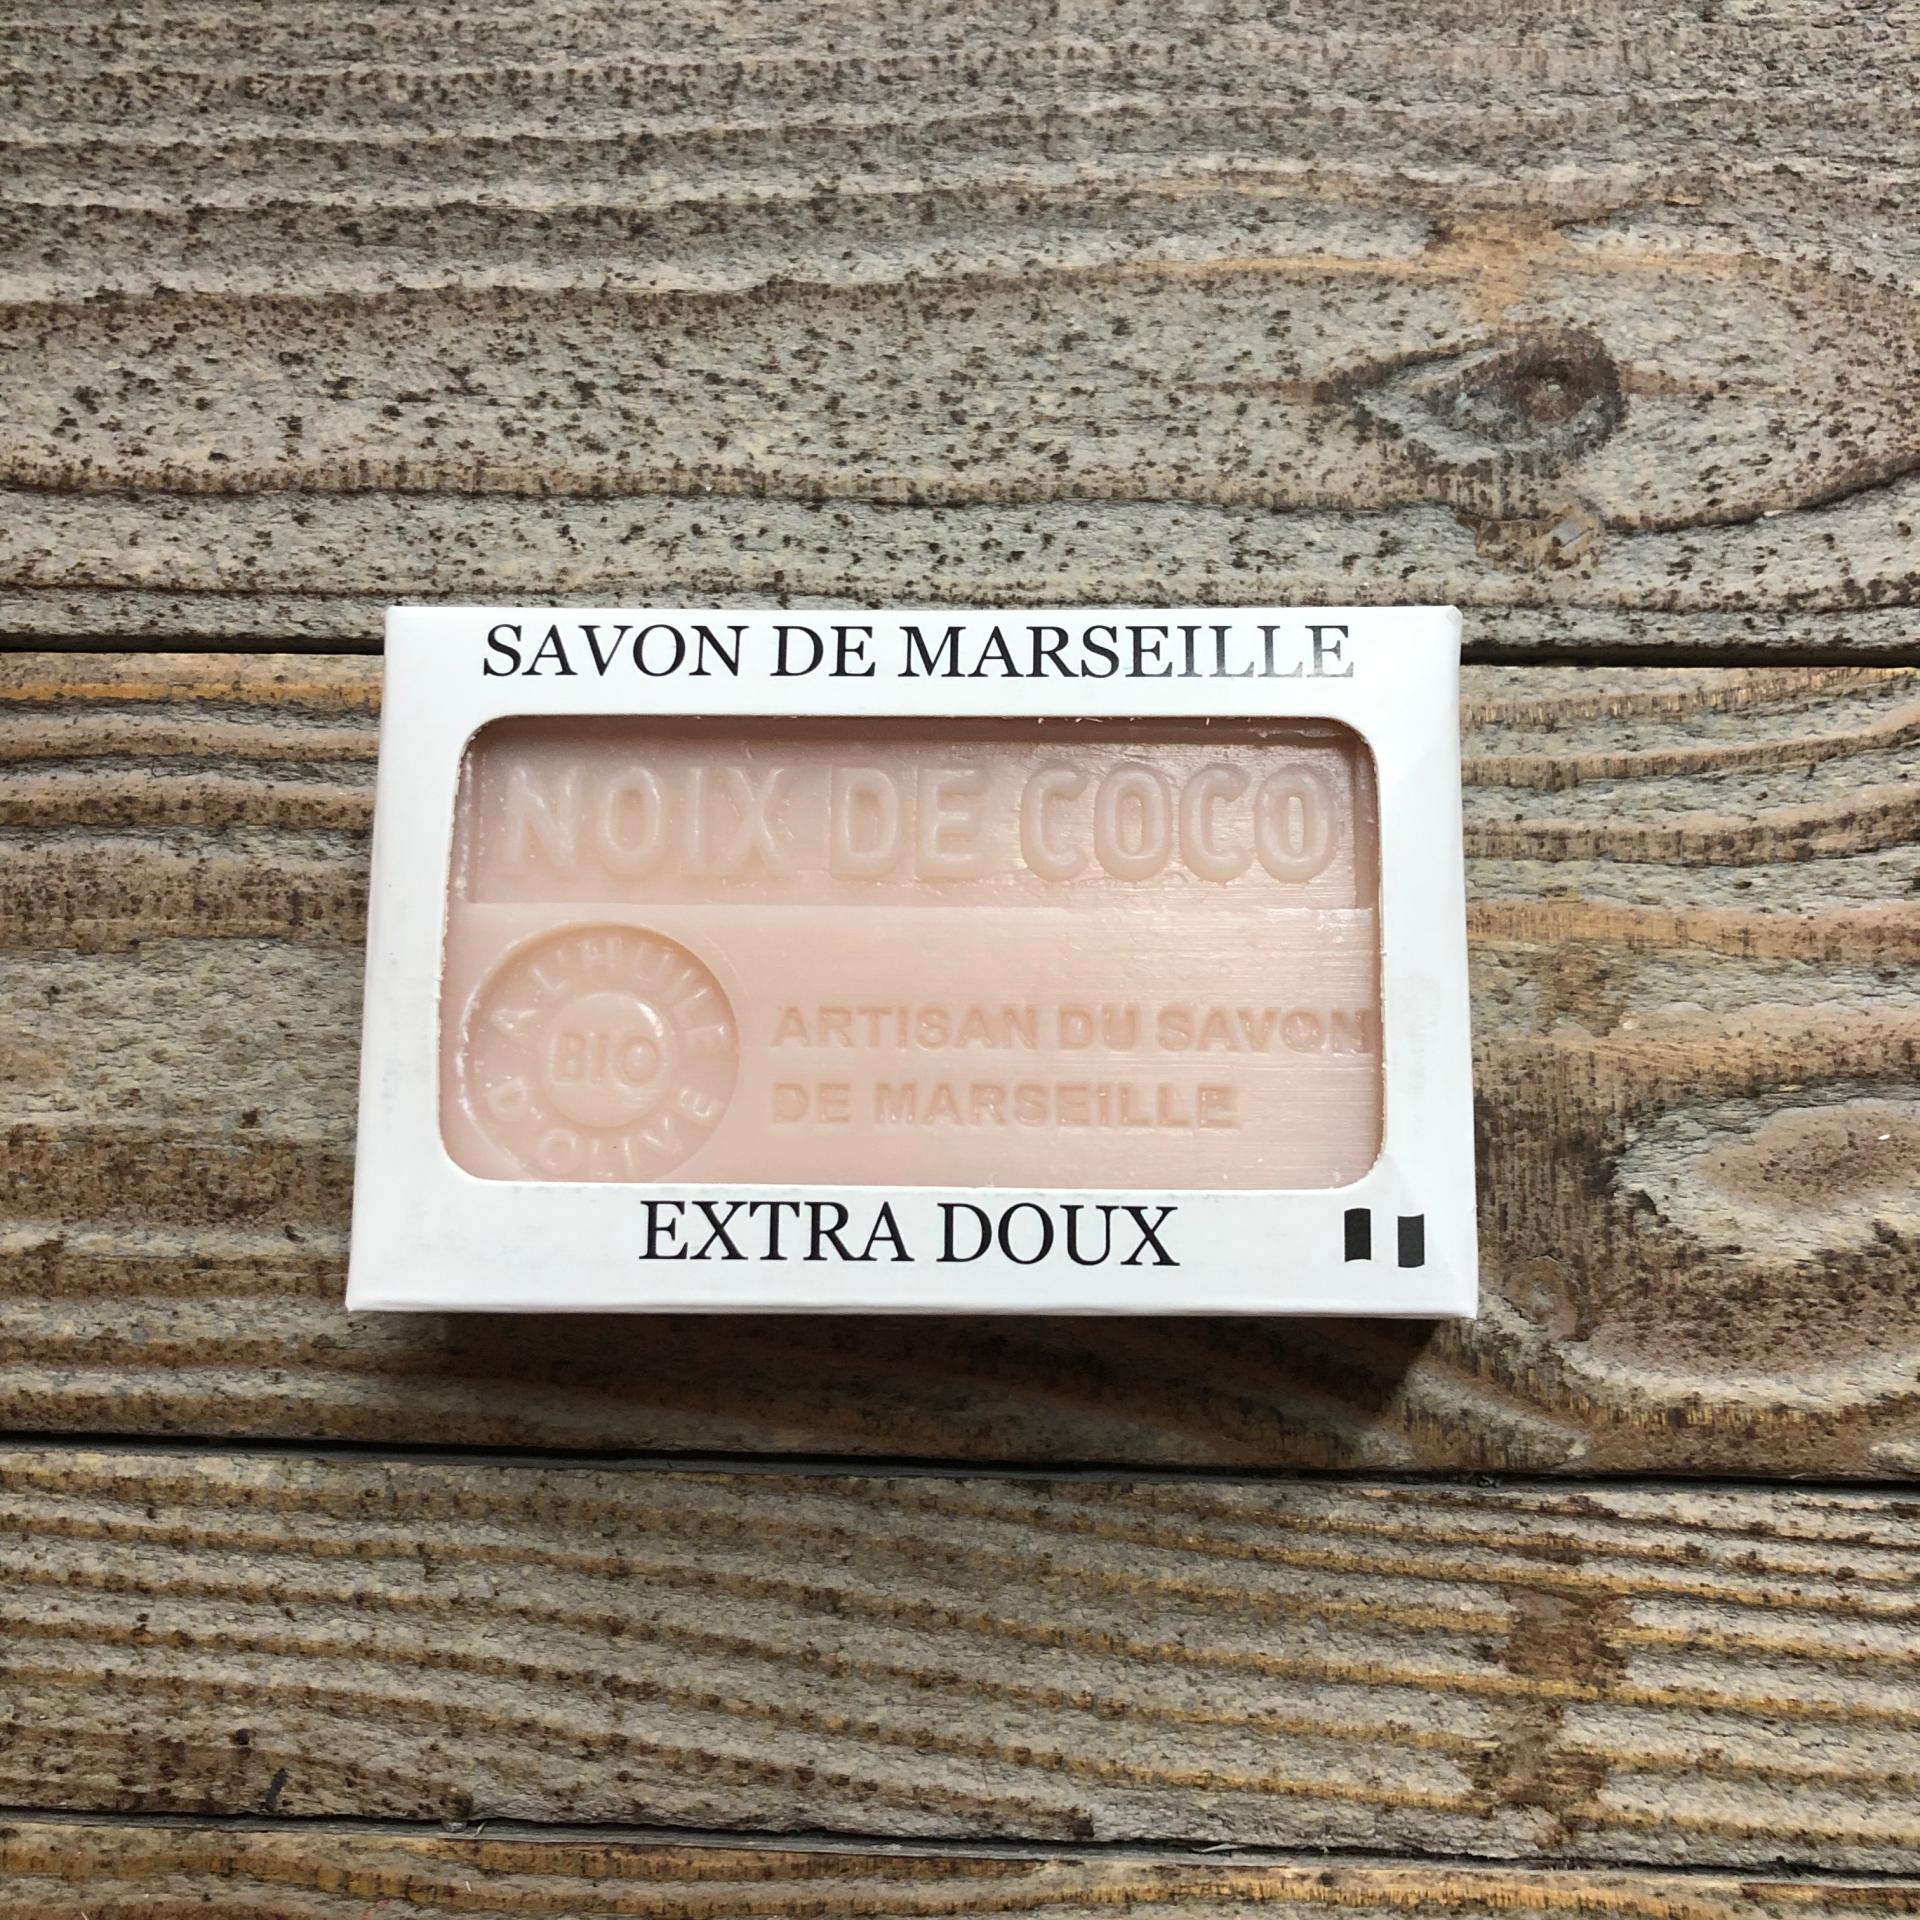 SAVON DE MARSEILLE
NOIX DE COCO
A L'HUILE
D'OLIVE
BIO
ARTISAN DU SAVON
DE MARSEILLE
EXTRA DOUX